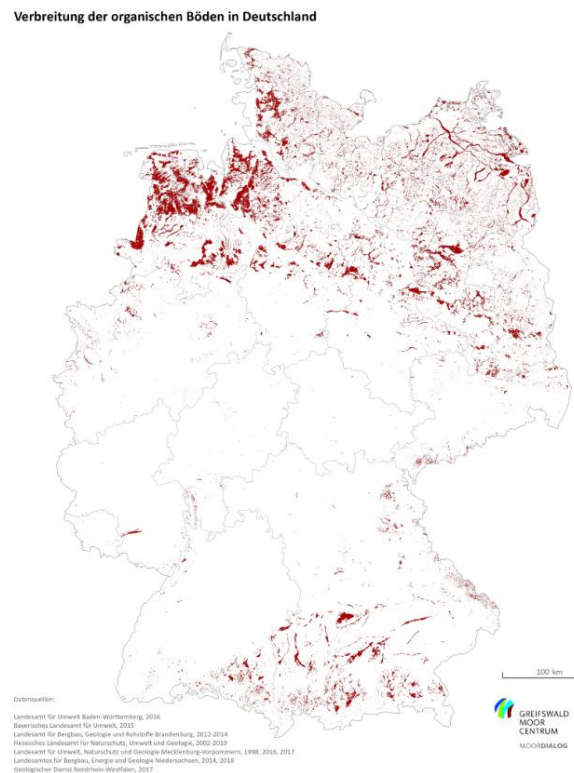 Verbreitung der organischen Böden in Deutschland
100 km
Datenquellen:
Landesamt für Umwelt Baden-Württemberg, 2016
Bayerisches Landesamt für Umwelt, 2015
Landesamt für Bergbau, Geologie und Rohstoffe Brandenburg, 2012-2014
Hessisches Landesamt für Naturschutz, Umwelt und Geologie, 2002-2019
Landesamt für Umwelt, Naturschutz und Geologie Mecklenburg-Vorpommern, 1998, 2016, 2017
Landesamtes für Bergbau, Energie und Geologie Niedersachsen, 2014, 2018
Geologischer Dienst Nordrhein-Westfalen, 2017
GREIFSWALD
MOOR
CENTRUM
MOORDIALOG